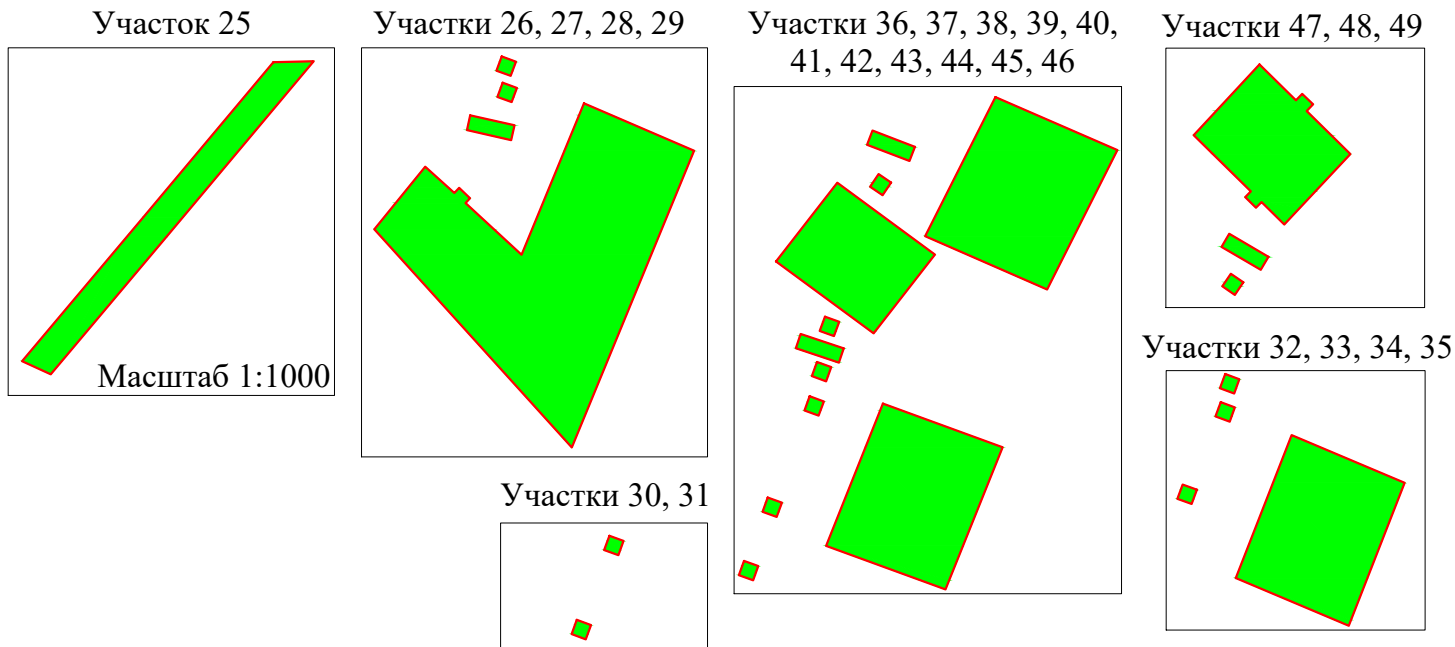 Участок 25
Масштаб 1:1000
Участки 26, 27, 28, 29
Участки 30, 31
Участки 36, 37, 38, 39, 40,
41, 42, 43, 44, 45, 46
Участки 47, 48, 49
Участки 32, 33, 34, 35